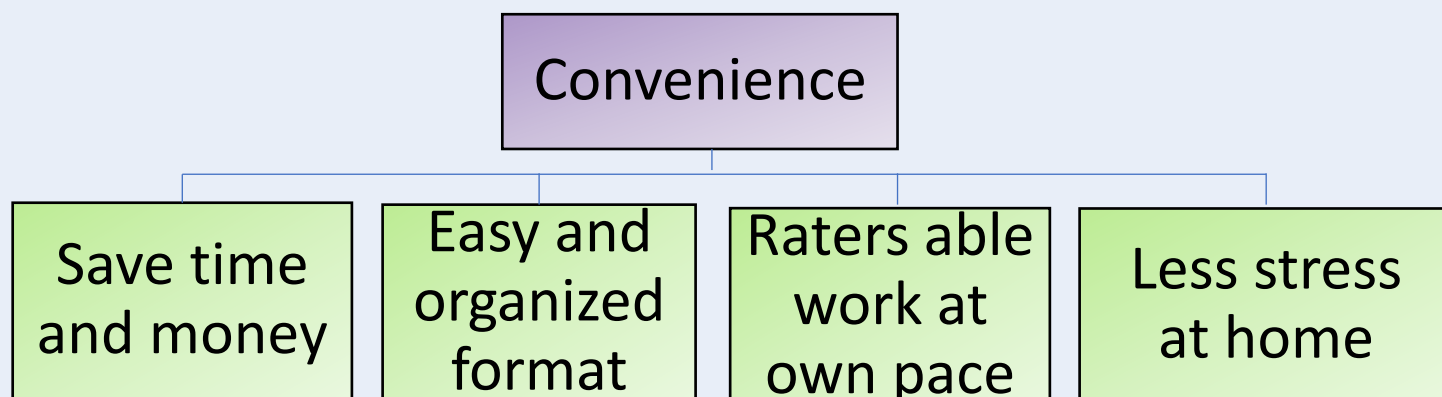 Convenience
Save time
and money
Easy and
organized
format
Raters able
work at
own pace
Less stress
at home